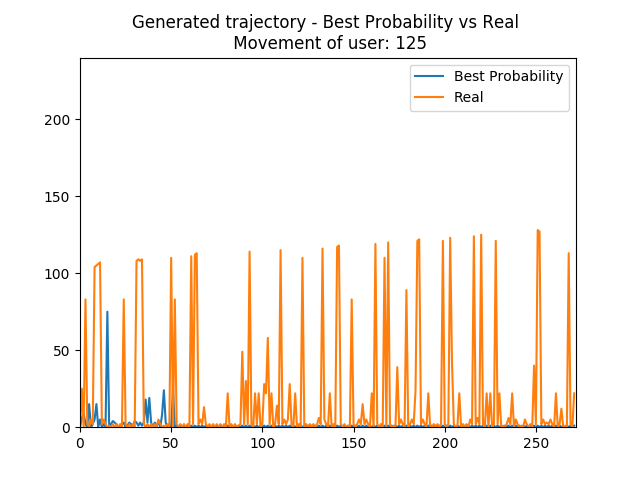 Generated trajectory - Best Probability vs Real
Movement of user: 125
Best Probability
Real
200
150
100
50
0
0 50 100 150 200 250